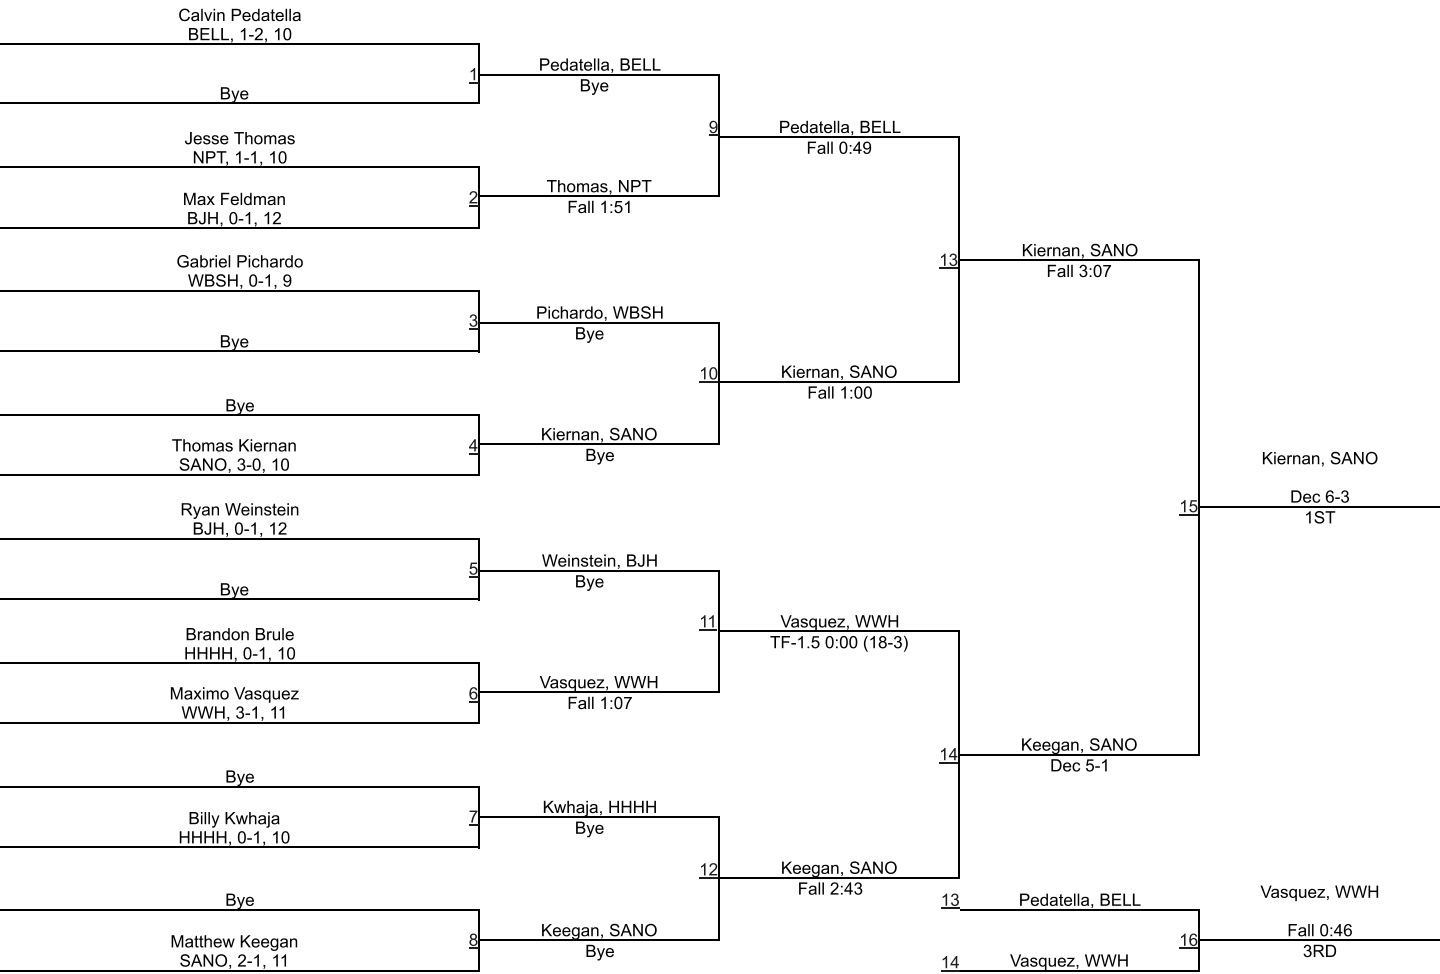 Calvin Pedatella
BELL, 1-2, 10
Bye
1
Jesse Thomas
NPT, 1-1, 10
Max Feldman
BJH, 0-1, 12
2
Gabriel Pichardo
WBSH, 0-1, 9
Bye
3
Bye
Thomas Kiernan
SANO, 3-0, 10
4
Ryan Weinstein
BJH, 0-1, 12
Bye
5
Brandon Brule
HHHH, 0-1, 10
Maximo Vasquez
WWH, 3-1, 11
6
Bye
Billy Kwhaja
HHHH, 0-1, 10
7
Bye
Matthew Keegan
SANO, 2-1, 11
8
Pedatella, BELL
Bye
9
Thomas, NPT
Fall 1:51
Pichardo, WBSH
Bye
10
Kiernan, SANO
Bye
Weinstein, BJH
Bye
11
Vasquez, WWH
Fall 1:07
Kwhaja, HHHH
Bye
12
Keegan, SANO
Bye
Pedatella, BELL
Fall 0:49
13
Kiernan, SANO
Fall 1:00
Vasquez, WWH
TF-1.5 0:00 (18-3)
14
Keegan, SANO
Fall 2:43
Kiernan, SANO
Fall 3:07
15
Keegan, SANO
Dec 5-1
Kiernan, SANO
Dec 6-3
1ST
13
Pedatella, BELL
16
14
Vasquez, WWH
Vasquez, WWH
Fall 0:46
3RD